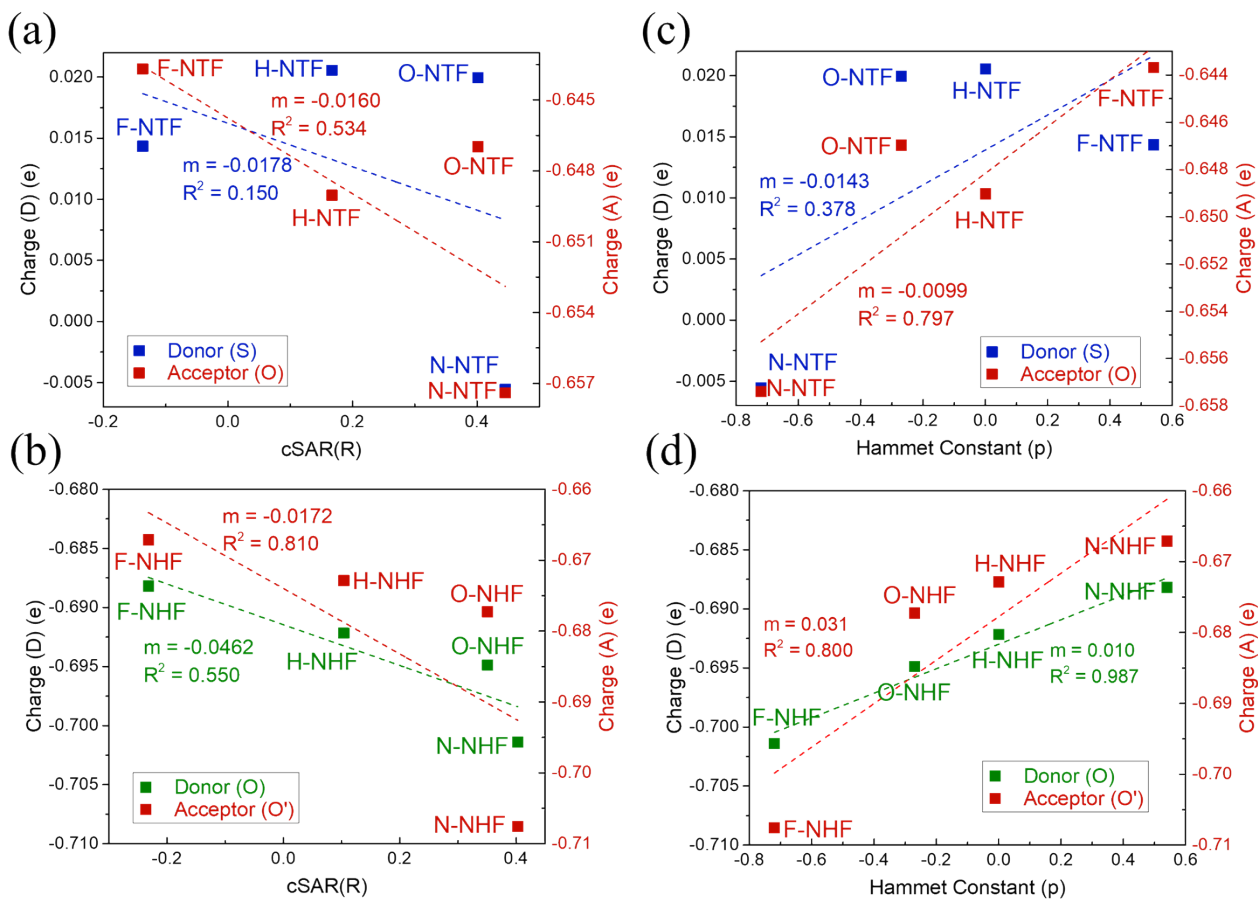 (a)
0.020
0.015
0.010
0.005
0.000
-0.005
Charge (D) (e)
F-NTF
H-NTF
O-NTF
m = -0.0160
R² = 0.534
F-NTF
m = -0.0178
R² = 0.150
O-NTF
H-NTF
Donor (S)
Acceptor (O)
N-NTF
N-NTF
-0.645
-0.648
-0.651
-0.654
-0.657
Charge (A) (e)
0.0 0.2 0.4
cSAR(R)
(c)
0.020
0.015
0.010
0.005
0.000
-0.005
Charge (D) (e)
O-NTF
H-NTF
F-NTF
O-NTF
F-NTF
m = -0.0143
R² = 0.378
H-NTF
m = -0.0099
R² = 0.797
Donor (S)
Acceptor (O)
N-NTF
N-NTF
-0.644
-0.646
-0.648
-0.650
-0.652
-0.654
-0.656
-0.658
Charge (A) (e)
-0.8 -0.6 -0.4 -0.2 0.0 0.2 0.4 0.6
Hammet Constant (p)
(b)
-0.680
-0.685
-0.690
-0.695
-0.700
-0.705
-0.710
Charge (D) (e)
m = -0.0172
R² = 0.810
F-NHF
H-NHF
F-NHF
O-NHF
H-NHF
O-NHF
m = -0.0462
R² = 0.550
N-NHF
Donor (O)
Acceptor (O')
N-NHF
-0.66
-0.67
-0.68
-0.69
-0.70
-0.71
Charge (A) (e)
-0.2 0.0 0.2 0.4
cSAR(R)
(d)
-0.680
-0.685
-0.690
-0.695
-0.700
-0.705
-0.710
Charge (D) (e)
N-NHF
H-NHF
O-NHF
N-NHF
m = 0.031
R² = 0.800
H-NHF
m = 0.010
R² = 0.987
O-NHF
F-NHF
Donor (O)
Acceptor (O')
F-NHF
-0.66
-0.67
-0.68
-0.69
-0.70
-0.71
Charge (A) (e)
-0.8 -0.6 -0.4 -0.2 0.0 0.2 0.4 0.6
Hammet Constant (p)